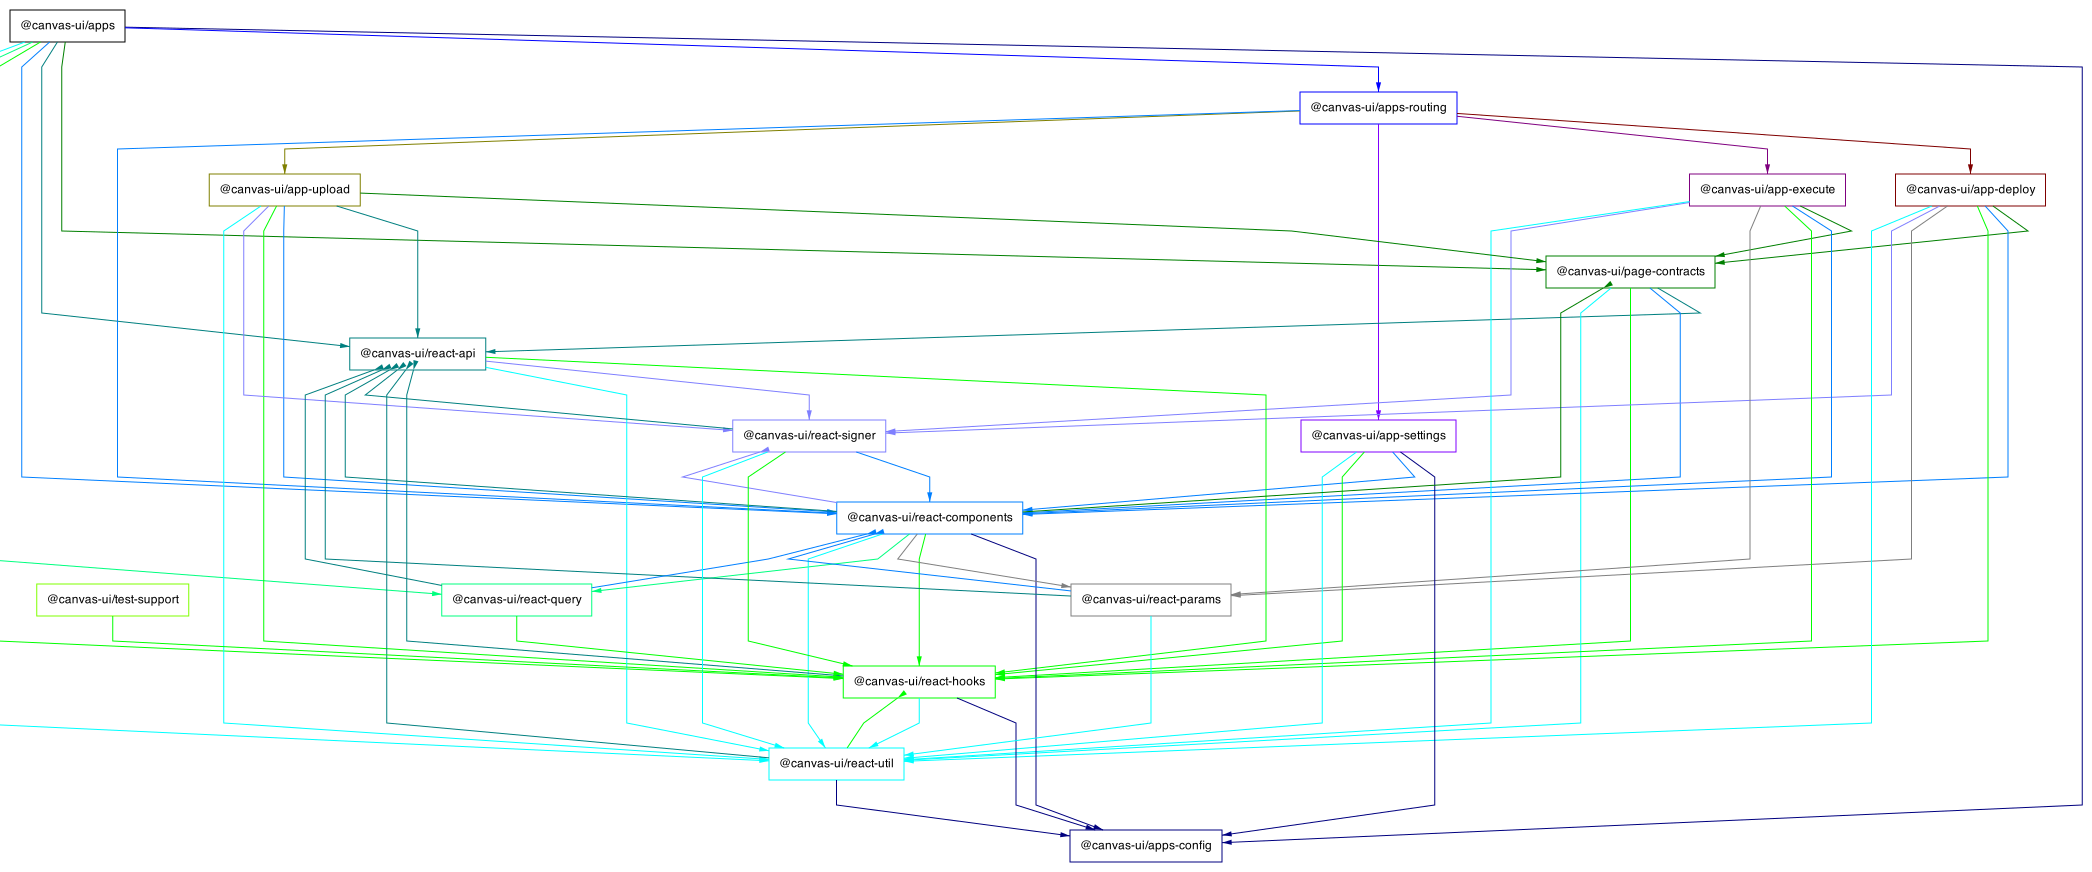 @canvas-ui/apps
@canvas-ui/apps-routing
@canvas-ui/app-upload
@canvas-ui/app-execute
@canvas-ui/app-deploy
@canvas-ui/page-contracts
@canvas-ui/react-api
@canvas-ui/react-signer
@canvas-ui/app-settings
@canvas-ui/react-components
@canvas-ui/test-support
@canvas-ui/react-query
@canvas-ui/react-params
@canvas-ui/react-hooks
@canvas-ui/react-util
@canvas-ui/apps-config